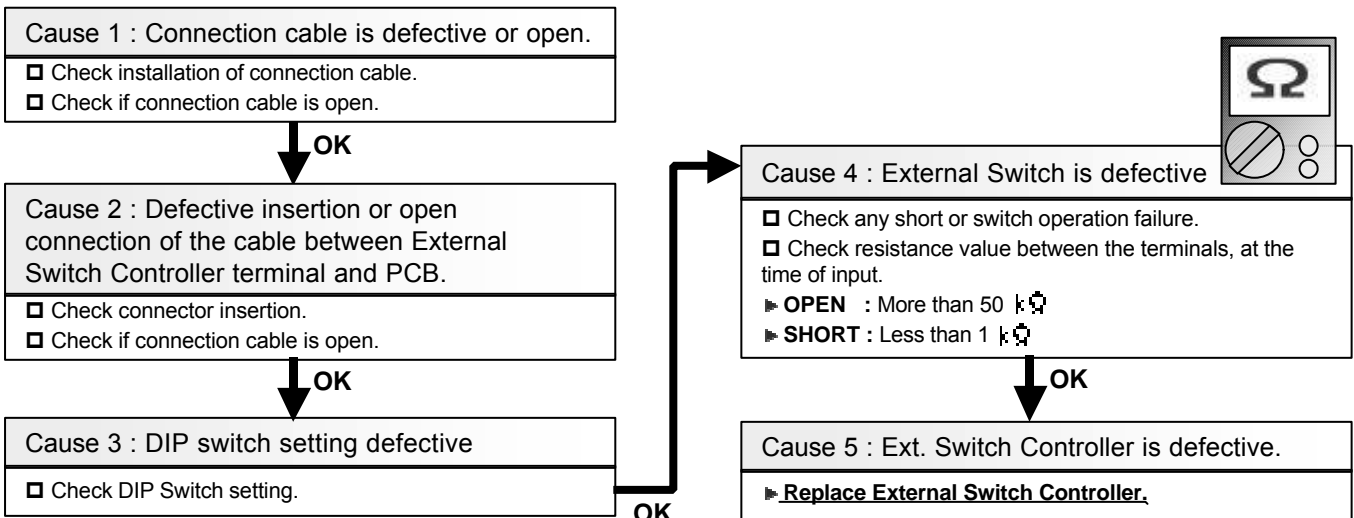 Cause 1 : Connection cable is defective or open.
Check installation of connection cable.
Check if connection cable is open.
OK
Cause 2 : Defective insertion or open
connection of the cable between External
Switch Controller terminal and PCB.
Check connector insertion.
Check if connection cable is open.
OK
Cause 3 : DIP switch setting defective
Check DIP Switch setting.
OK
Ω
Cause 4 : External Switch is defective
Check any short or switch operation failure.
Check resistance value between the terminals, at the
time of input.
OPEN : More than 50 kΩ
SHORT : Less than 1 kΩ
OK
Cause 5 : Ext. Switch Controller is defective.
Replace External Switch Controller.